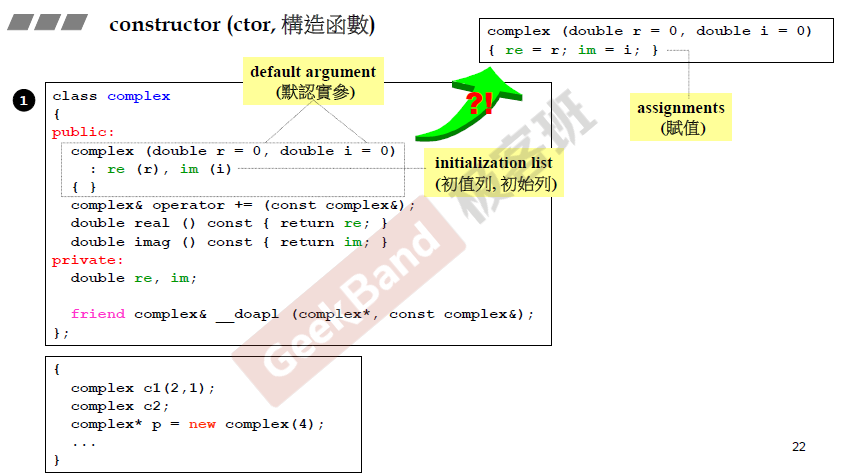 constructor (ctor, 構造函數)
complex (double r = 0, double i = 0)
{ re = r; im = i; }
assignments
(賦值)
default argument
(默認實參)
?!
initialization list
(初值列, 初始列)
1
class complex
{
public:
complex (double r = 0, double i = 0)
: re (r), im (i)
{ }
complex& operator += (const complex&);
double real () const { return re; }
double imag () const { return im; }
private:
double re, im;
friend complex& __doapl (complex*, const complex&);
};
{
complex c1(2,1);
complex c2;
complex* p = new complex(4);
...
}
GeekBand 极客班
22